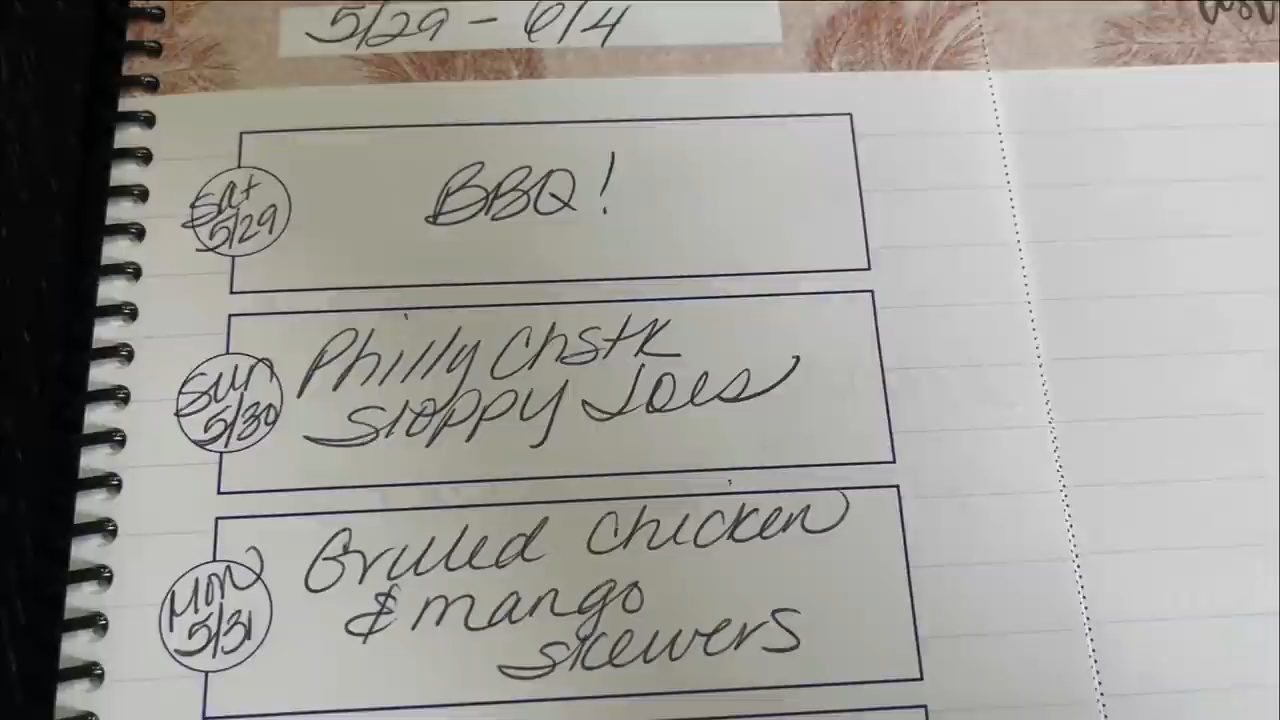 5/29 - 6/4
Sat
5/29
BBQ!
Sun
5/30
Philly Chstk
Sloppy Joes
Mon
5/31
Grilled Chicken
& mango
skewers